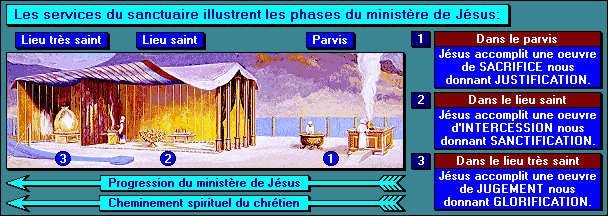 Les services du sanctuaire illustrent les phases du ministère de Jésus:
Lieu très saint
Lieu saint
Parvis
3
2
1
Progression du ministère de Jésus
Cheminement spirituel du chrétien
1
Dans le parvis
Jésus accomplit une oeuvre
de SACRIFICE nous
donnant JUSTIFICATION.
2
Dans le lieu saint
Jésus accomplit une oeuvre
d'INTERCESSION nous
donnant SANCTIFICATION.
3
Dans le lieu très saint
Jésus accomplit une oeuvre
de JUGEMENT nous
donnant GLORIFICATION.